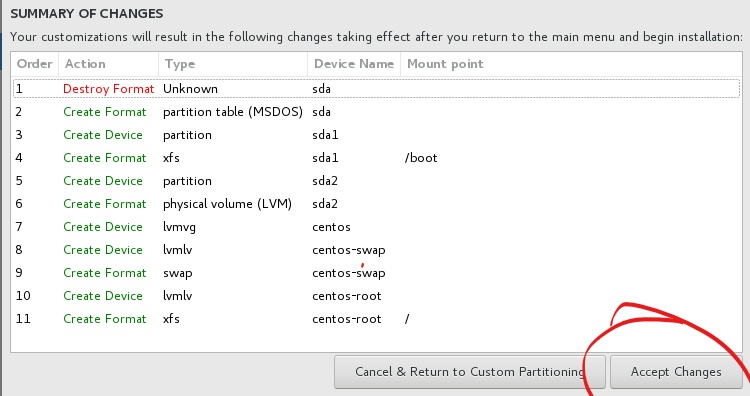 SUMMARY OF CHANGES
Your customizations will result in the following changes taking effect after you return to the main menu and begin installation:
Order Action Type Device Name Mount point
1 Destroy Format Unknown sda
2 Create Format partition table (MSDOS) sda
3 Create Device partition sda1
4 Create Format xfs sda1 /boot
5 Create Device partition sda2
6 Create Format physical volume (LVM) sda2
7 Create Device lvmvg centos
8 Create Device lvmlv centos-swap
9 Create Format swap centos-swap
10 Create Device lvmlv centos-root
11 Create Format xfs centos-root /
Cancel & Return to Custom Partitioning Accept Changes